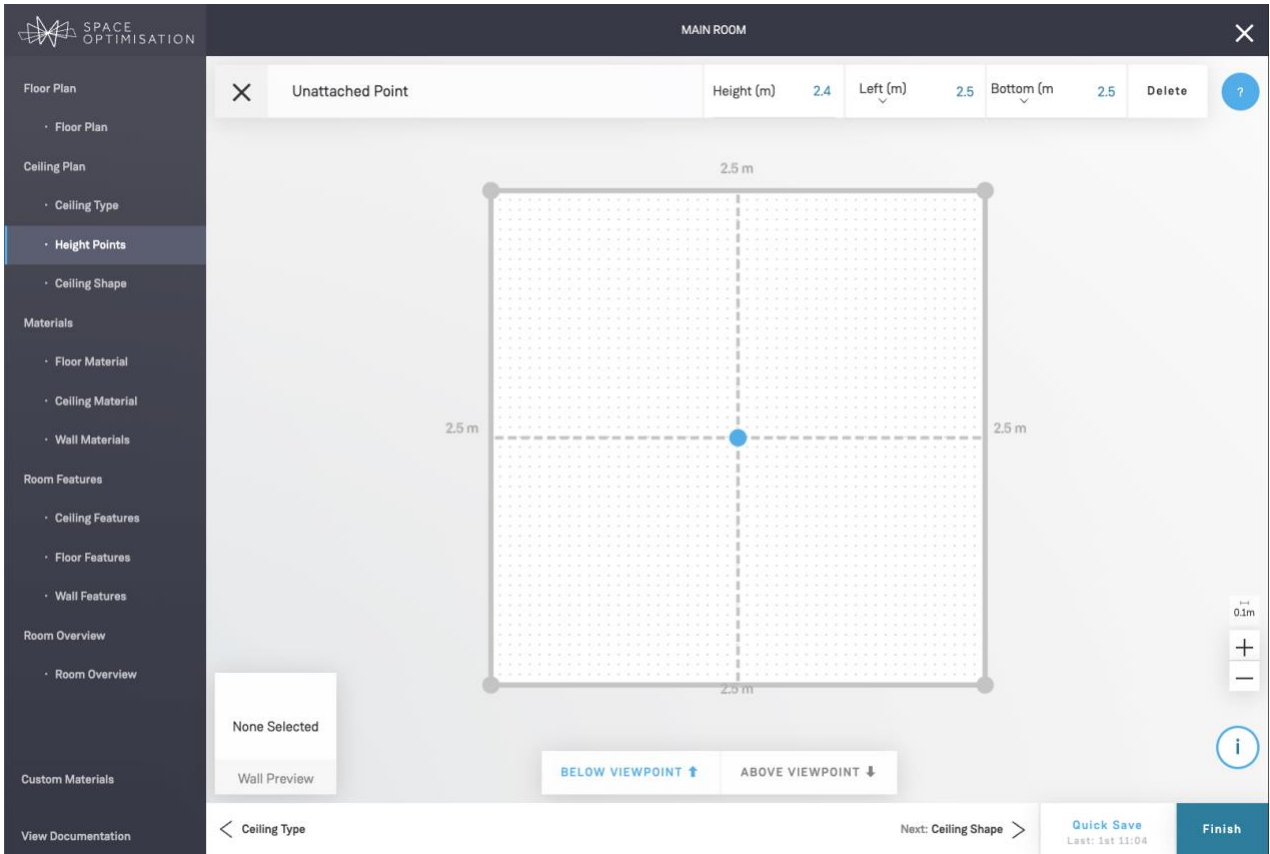 SPACE
OPTIMISATION
MAIN ROOM
Floor Plan
· Floor Plan
Ceiling Plan
· Ceiling Type
· Height Points
· Ceiling Shape
Materials
· Floor Material
· Ceiling Material
· Wall Materials
Room Features
· Ceiling Features
· Floor Features
· Wall Features
Room Overview
· Room Overview
Custom Materials
View Documentation
Unattached Point
Height (m) 2.4
Left (m) 2.5
Bottom (m 2.5
Delete
?
2.5 m
2.5 m
2.5 m
2.5 m
0.1m
None Selected
Wall Preview
BELOW VIEWPOINT
ABOVE VIEWPOINT
i
Ceiling Type
Next: Ceiling Shape
Quick Save
Last: 1st 11:04
Finish